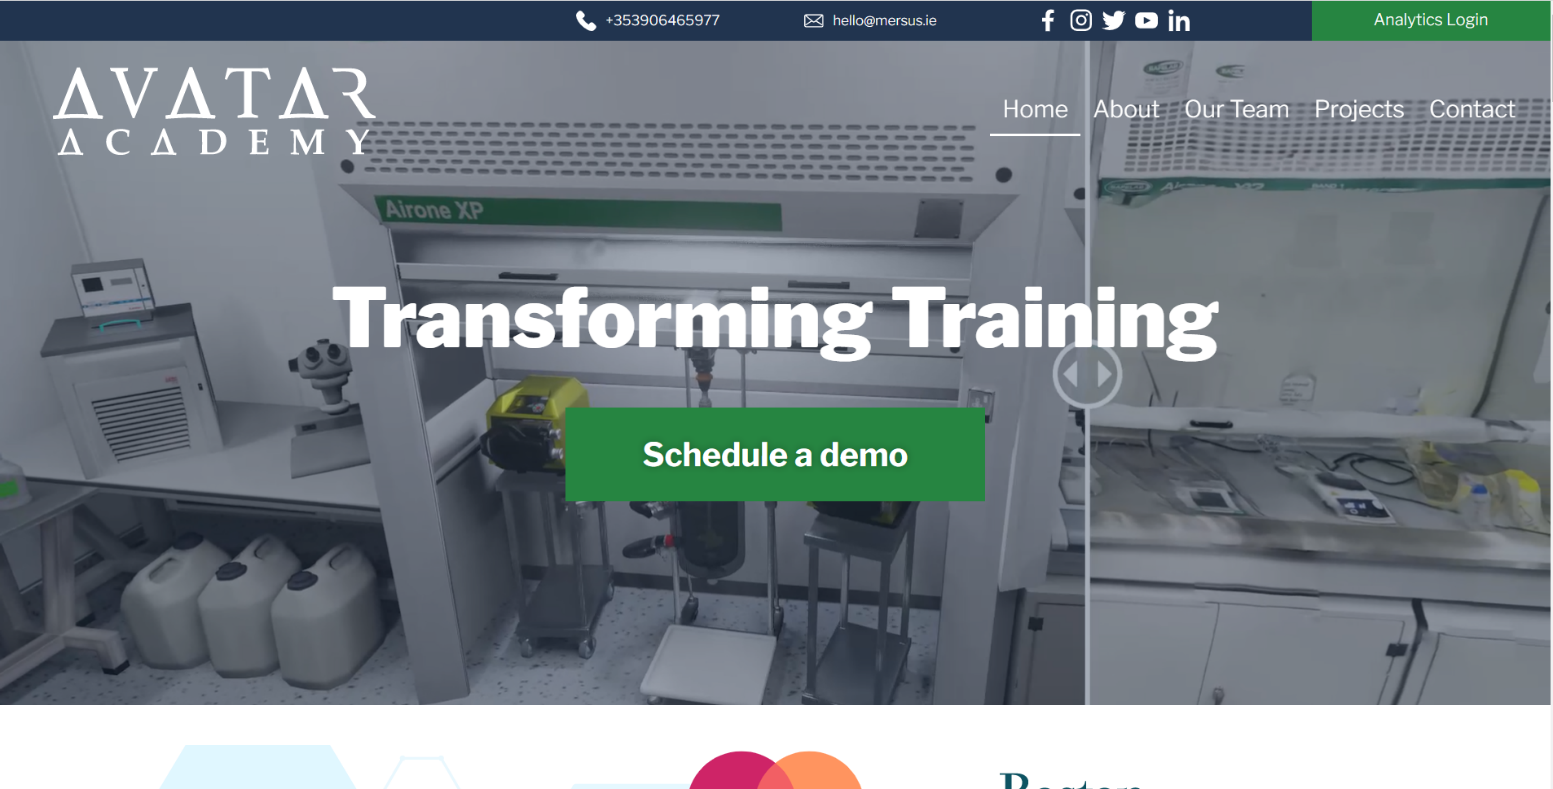 +353906465977
hello@mersus.ie
Analytics Login
AVATAR
ACADEMY
Home About Our Team Projects Contact
Airone XP
Transforming Training
Schedule a demo